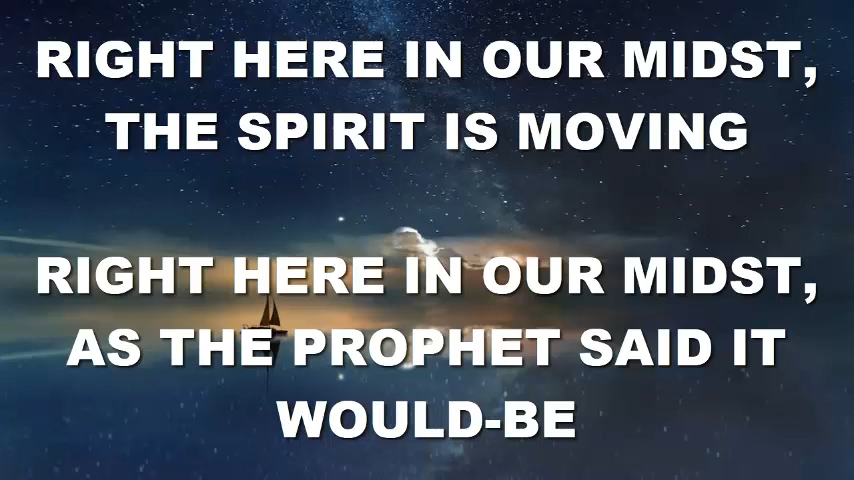 RIGHT HERE IN OUR MIDST,
THE SPIRIT IS MOVING
RIGHT HERE IN OUR MIDST,
AS THE PROPHET SAID IT
WOULD-BE